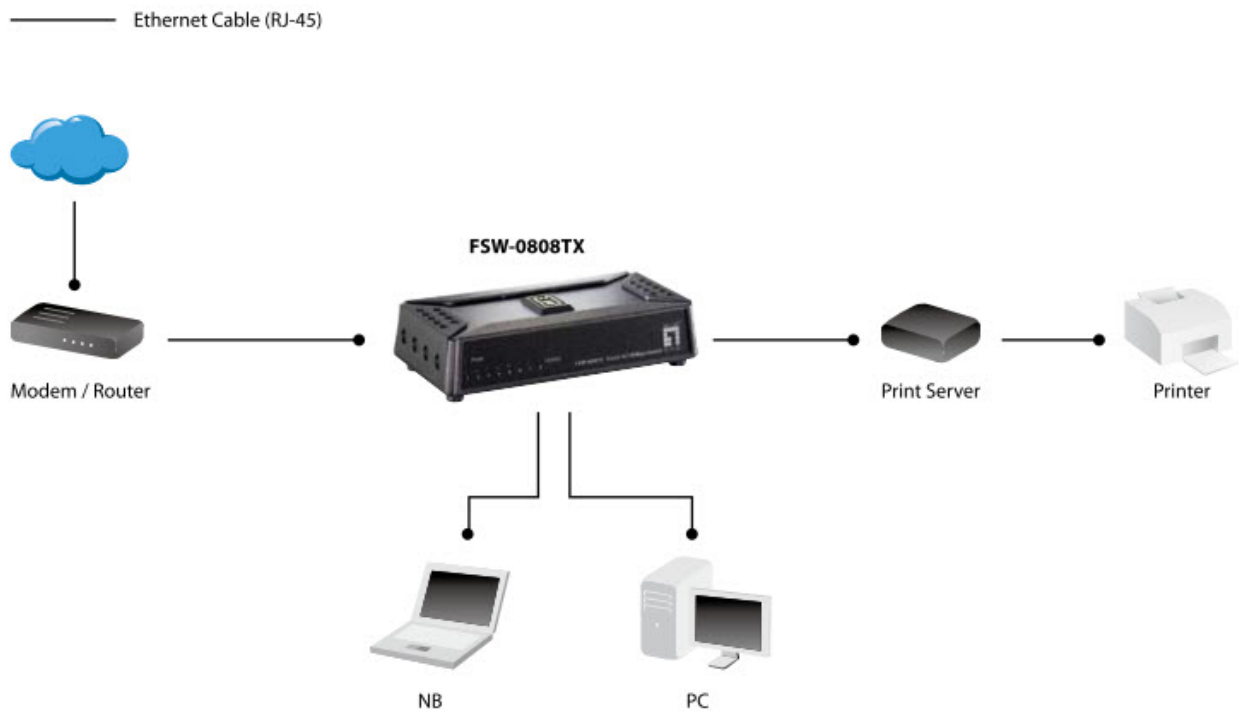 Ethernet Cable (RJ-45)
FSW-0808TX
Modem / Router
Print Server
Printer
NB
PC